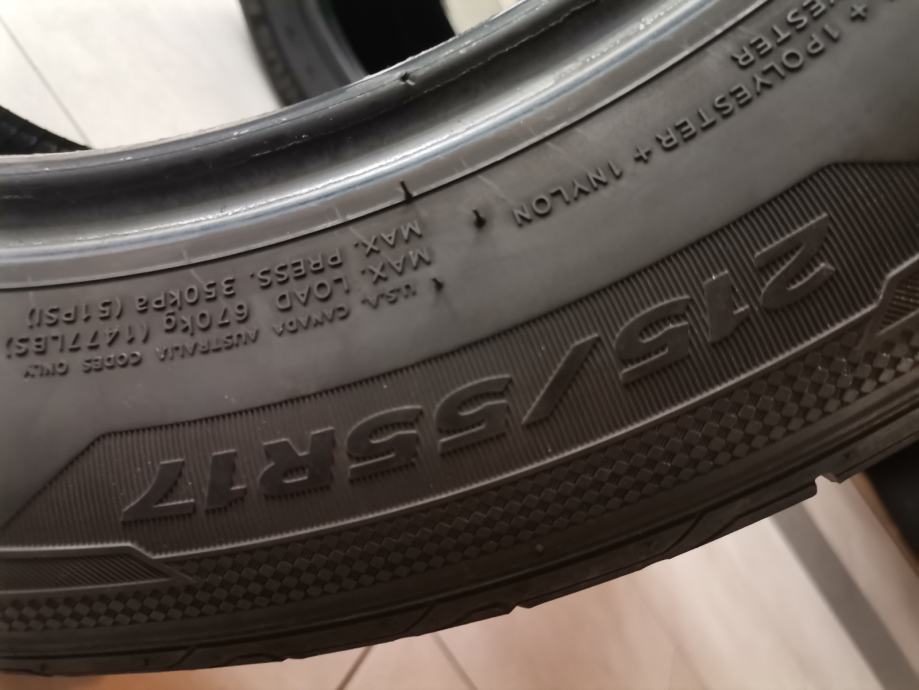 + 1POLYESTER + 1NYLON
215/55R17
U.S.A. CANADA AUSTRALIA CODES ONLY
MAX. LOAD 670kg (1477LBS)
MAX. PRESS. 350kPa (51PSI)